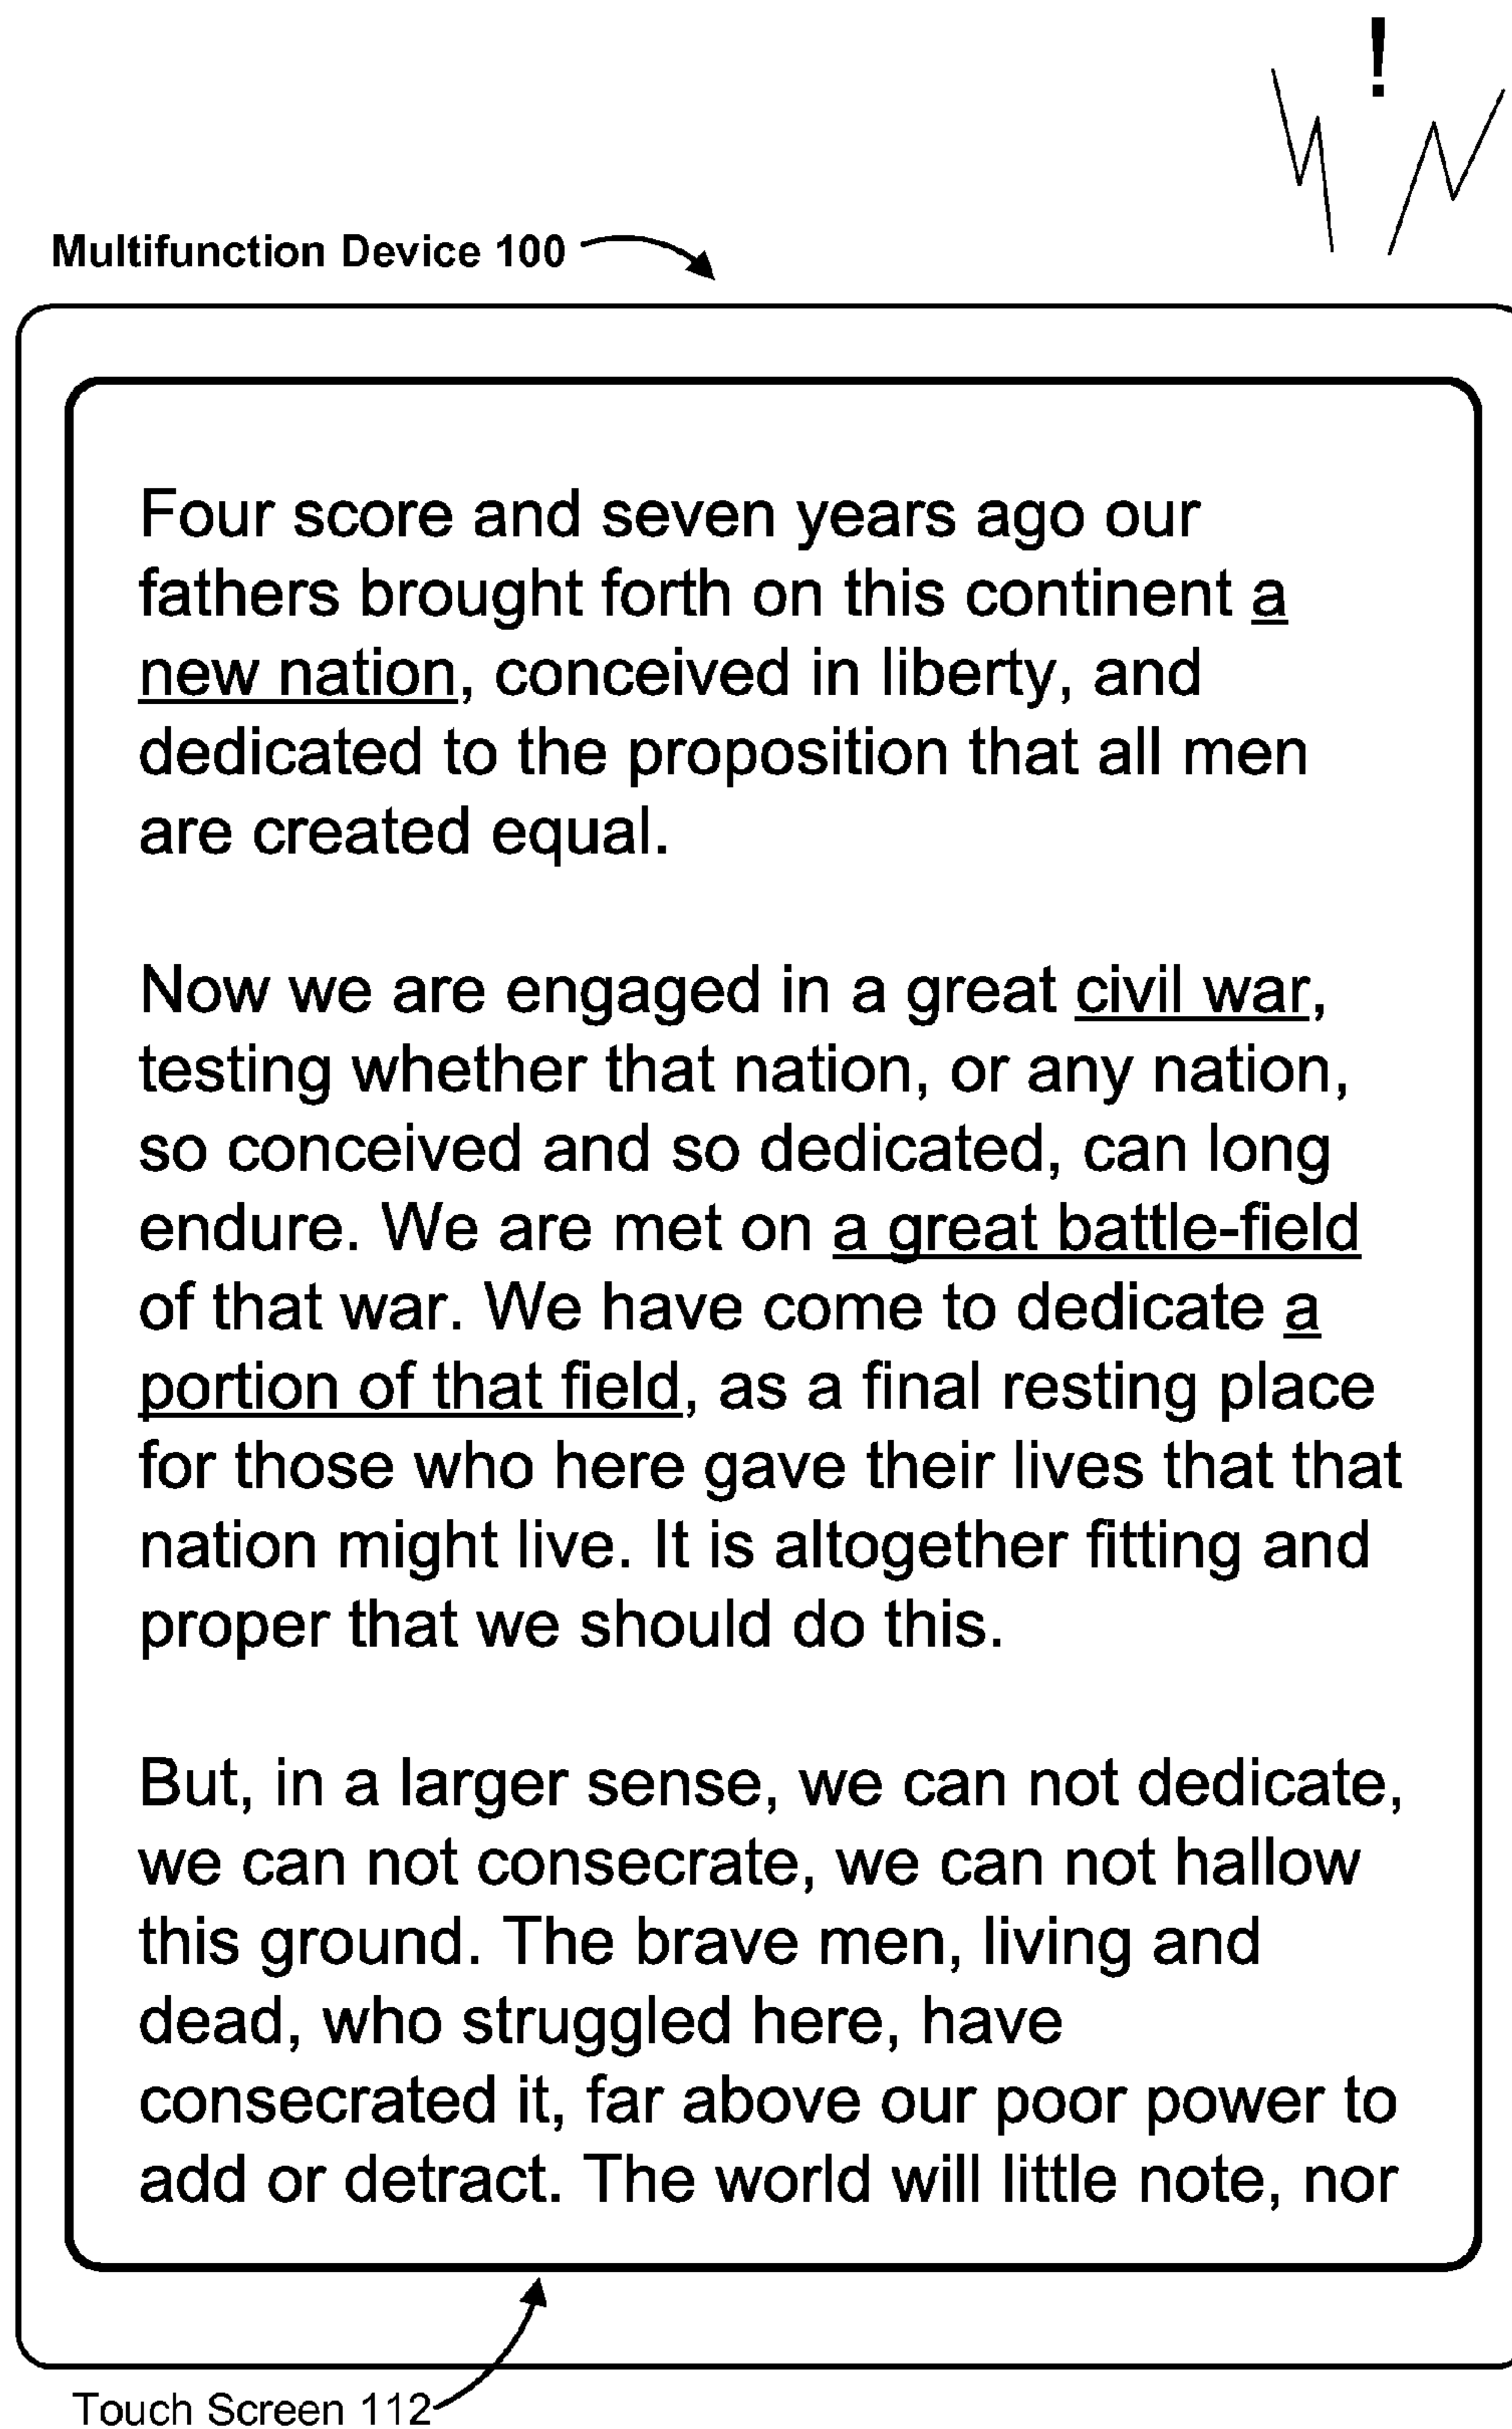 !
Multifunction Device 100
Four score and seven years ago our
fathers brought forth on this continent a
new nation, conceived in liberty, and
dedicated to the proposition that all men
are created equal.
Now we are engaged in a great civil war,
testing whether that nation, or any nation,
so conceived and so dedicated, can long
endure. We are met on a great battle-field
of that war. We have come to dedicate a
portion of that field, as a final resting place
for those who here gave their lives that that
nation might live. It is altogether fitting and
proper that we should do this.
But, in a larger sense, we can not dedicate,
we can not consecrate, we can not hallow
this ground. The brave men, living and
dead, who struggled here, have
consecrated it, far above our poor power to
add or detract. The world will little note, nor
Touch Screen 112